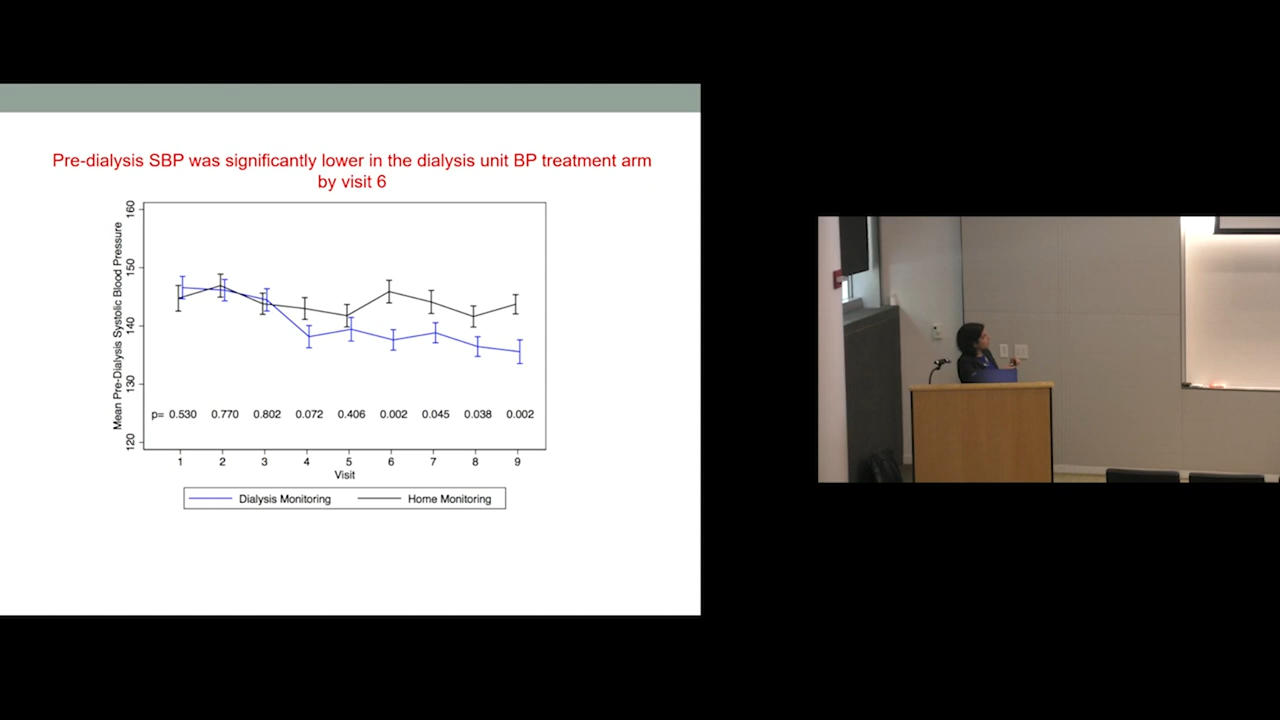 Pre-dialysis SBP was significantly lower in the dialysis unit BP treatment arm
by visit 6
Mean Pre-Dialysis Systolic Blood Pressure
160
150
140
130
120
p= 0.530 0.770 0.802 0.072 0.406 0.002 0.045 0.038 0.002
1 2 3 4 5 6 7 8 9
Visit
Dialysis Monitoring Home Monitoring